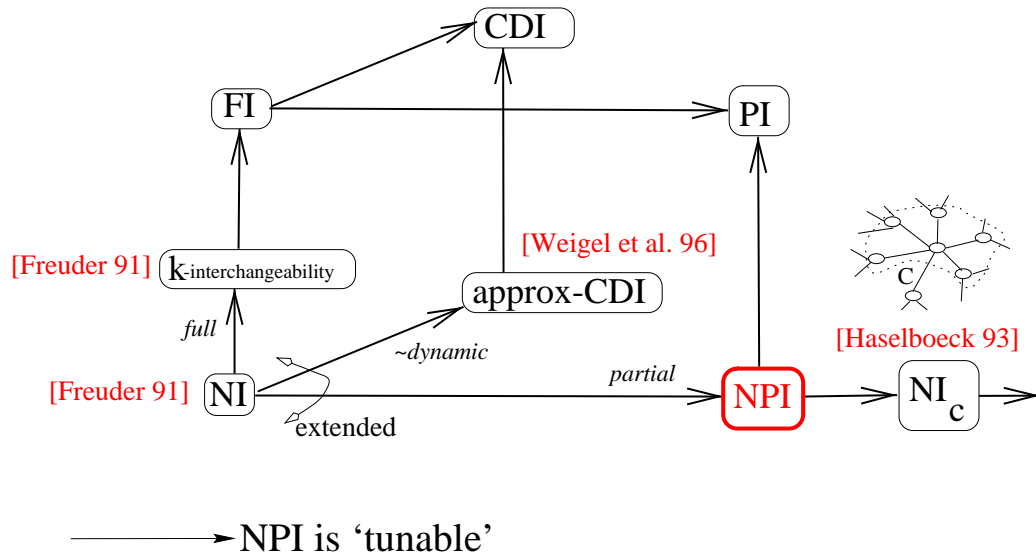 CDI
FI
PI
[Weigel et al. 96]
[Freuder 91]
k-interchangeability
approx-CDI
C
full
~dynamic
[Haselboeck 93]
[Freuder 91]
NI
partial
NPI
NI c
extended
NPI is ‘tunable’